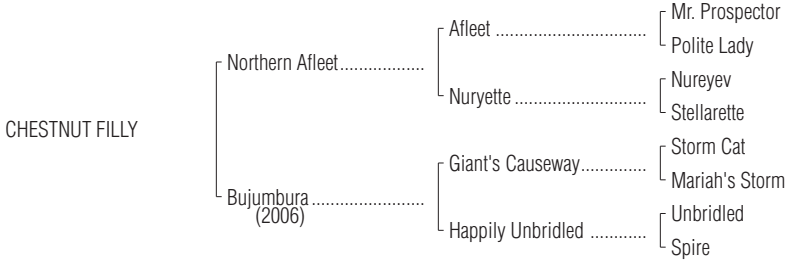 Mr. Prospector
Afleet ................................
Polite Lady
Northern Afleet..................
Nureyev
Nuryette ............................
Stellarette
CHESTNUT FILLY
Storm Cat
Giant's Causeway..............
Mariah's Storm
Bujumbura ........................
(2006)
Unbridled
Happily Unbridled ............
Spire